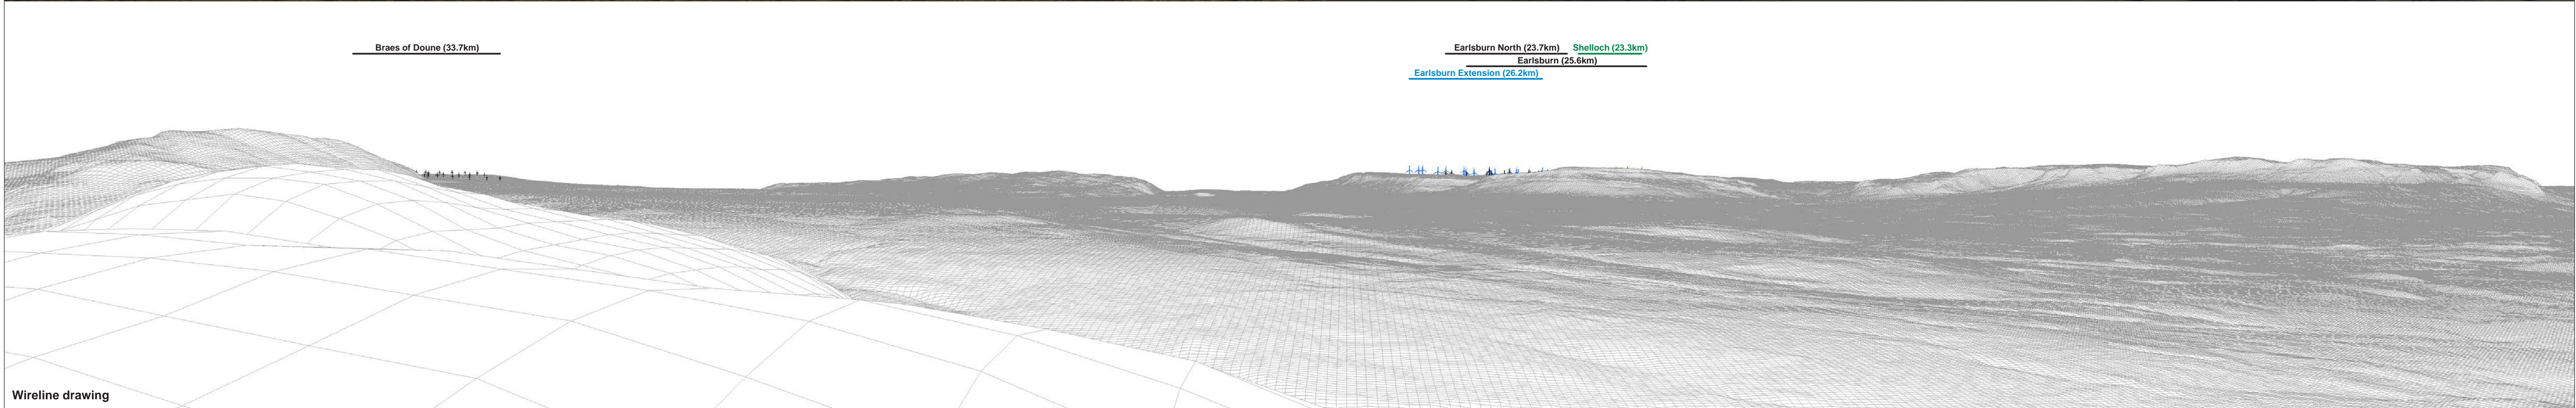 Braes of Doune (33.7km)
Earlsburn North (23.7km)
Shelloch (23.3km)
Earlsburn (25.6km)
Earlsburn Extension (26.2km)
Wireline drawing